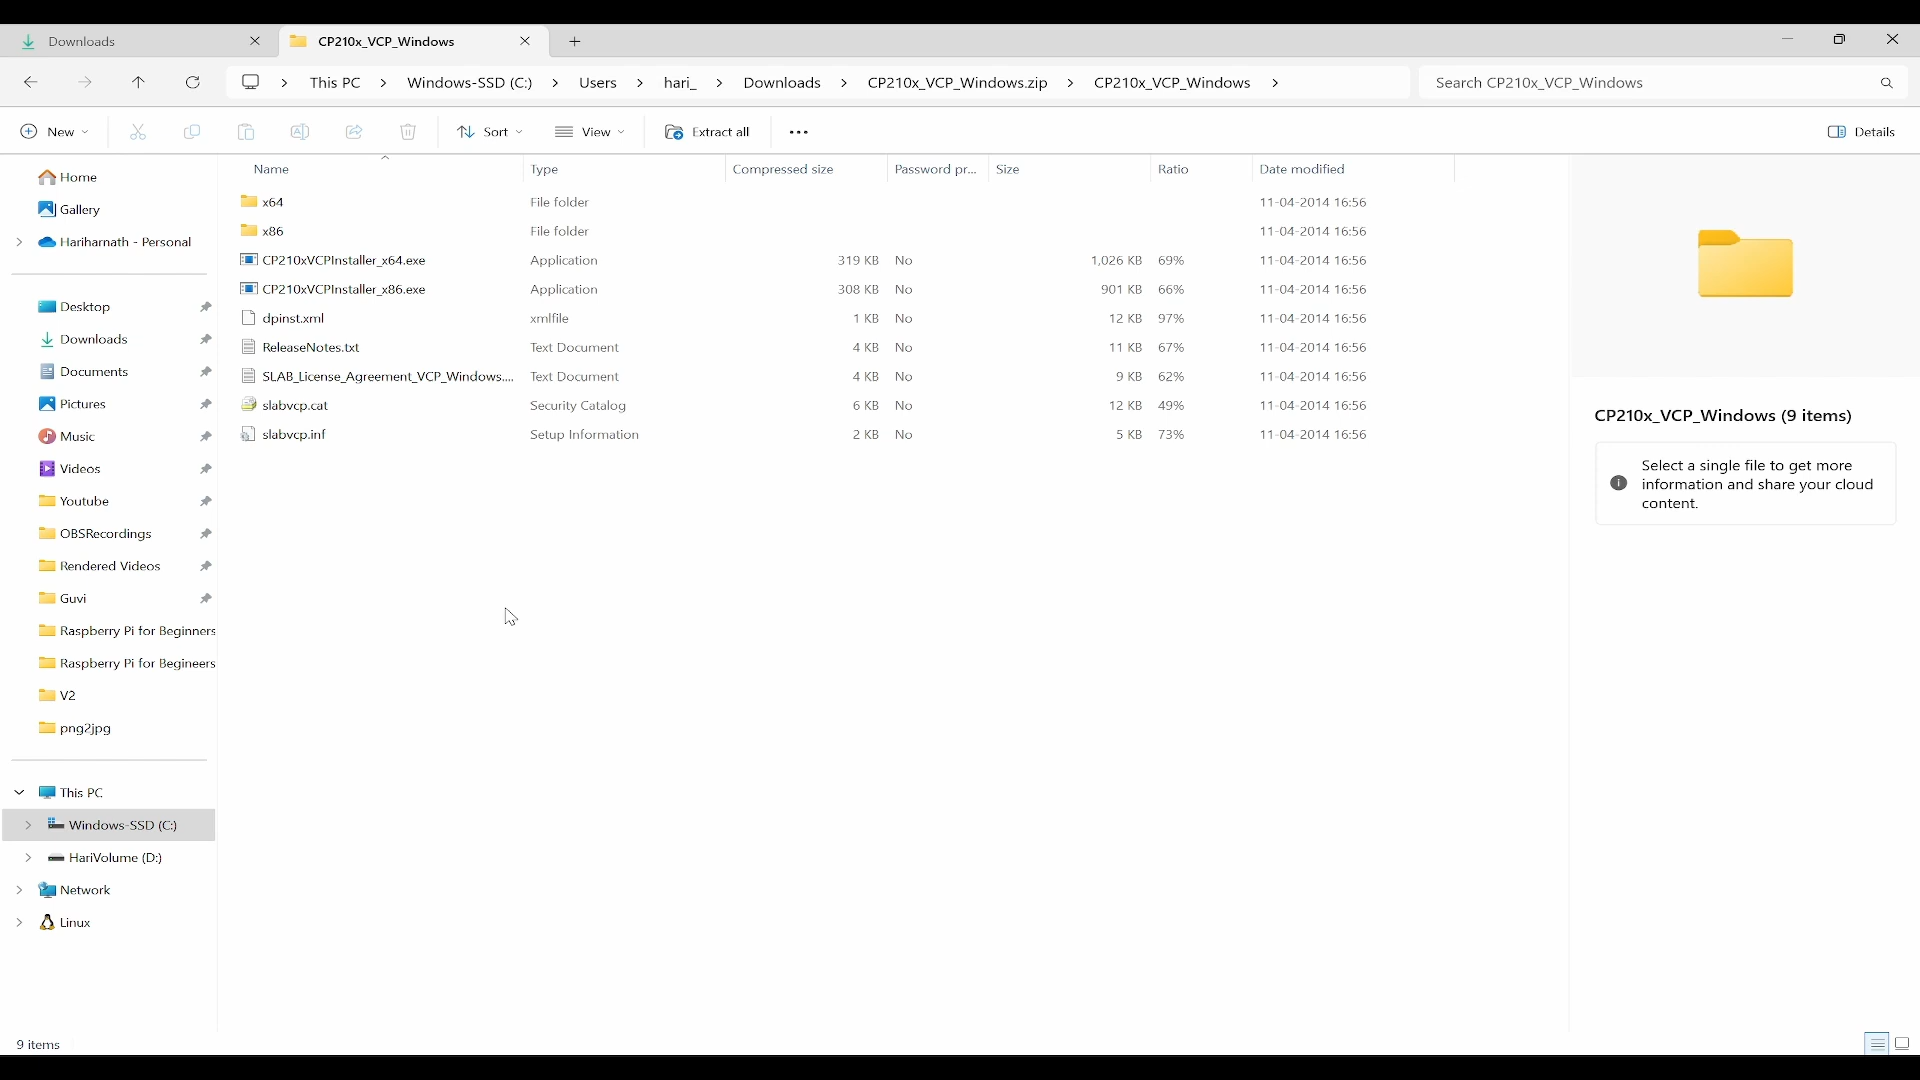 Downloads
CP210x_VCP_Windows
This PC > Windows-SSD (C:) > Users > hari_ > Downloads > CP210x_VCP_Windows.zip > CP210x_VCP_Windows >
Search CP210x_VCP_Windows
New
Sort
View
Extract all
Details
Home
Gallery
Hariharnath - Personal
Desktop
Downloads
Documents
Pictures
Music
Videos
Youtube
OBSRecordings
Rendered Videos
Guvi
Raspberry Pi for Beginners
Raspberry Pi for Begineers
V2
png2jpg
This PC
Windows-SSD (C:)
HariVolume (D:)
Network
Linux
Name Type Compressed size Password pr... Size Ratio Date modified
x64 File folder 11-04-2014 16:56
x86 File folder 11-04-2014 16:56
CP210xVCPInstaller_x64.exe Application 319 KB No 1,026 KB 69% 11-04-2014 16:56
CP210xVCPInstaller_x86.exe Application 308 KB No 901 KB 66% 11-04-2014 16:56
dpinst.xml xmlfile 1 KB No 12 KB 97% 11-04-2014 16:56
ReleaseNotes.txt Text Document 4 KB No 11 KB 67% 11-04-2014 16:56
SLAB_License_Agreement_VCP_Windows.... Text Document 4 KB No 9 KB 62% 11-04-2014 16:56
slabvcp.cat Security Catalog 6 KB No 12 KB 49% 11-04-2014 16:56
slabvcp.inf Setup Information 2 KB No 5 KB 73% 11-04-2014 16:56
CP210x_VCP_Windows (9 items)
Select a single file to get more
information and share your cloud
content.
9 items